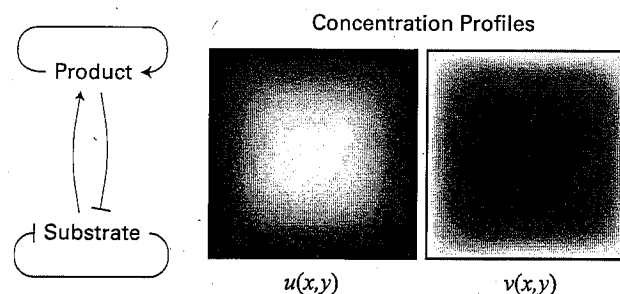 Concentration Profiles
Product
Substrate
u(x,y)
v(x,y)